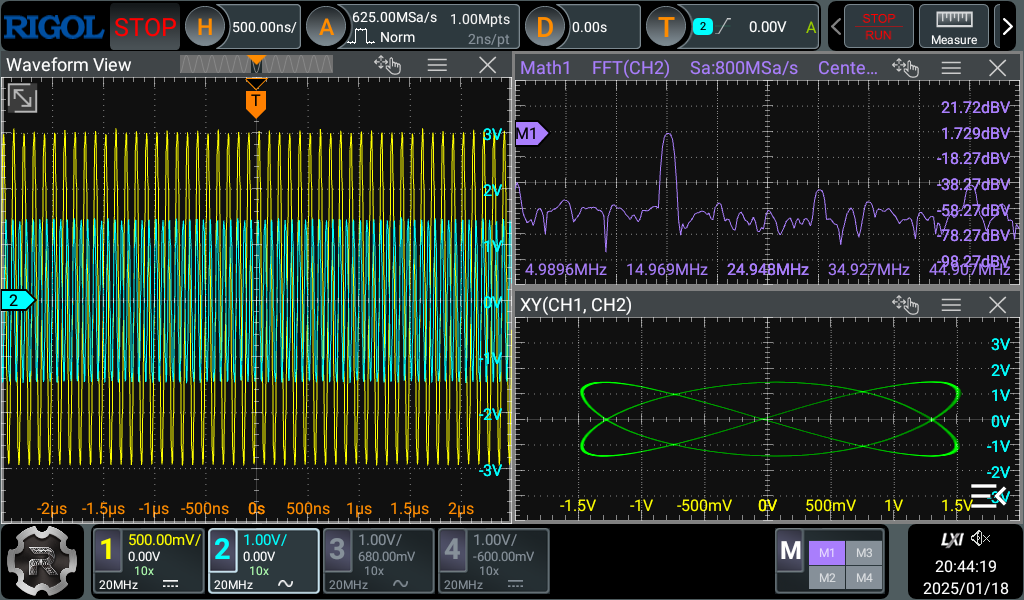 RIGOL STOP H 500.00ns/ A 625.00MSa/s 1.00Mpts Norm 2ns/pt D 0.00s T 2 0.00V A STOP RUN Measure
Waveform View
T
3V
2V
1V
2
0V
-1V
-2V
-3V
-2µs -1.5µs -1µs -500ns 0s 500ns 1µs 1.5µs 2µs
Math1 FFT(CH2) Sa:800MSa/s Cente...
21.72dBV
M1 1.729dBV
-18.27dBV
-38.27dBV
-58.27dBV
-78.27dBV
-98.27dBV
4.9896MHz 14.969MHz 24.948MHz 34.927MHz 44.907MHz
XY(CH1, CH2)
3V
2V
1V
0V
-1V
-2V
-3V
-1.5V -1V -500mV 0V 500mV 1V 1.5V
1 500.00mV/ 0.00V 10x 20MHz
2 1.00V/ 0.00V 10x 20MHz
3 1.00V/ 680.00mV 10x 20MHz
4 1.00V/ -600.00mV 10x 20MHz
M M1 M3 M2 M4
LXI
20:44:19
2025/01/18